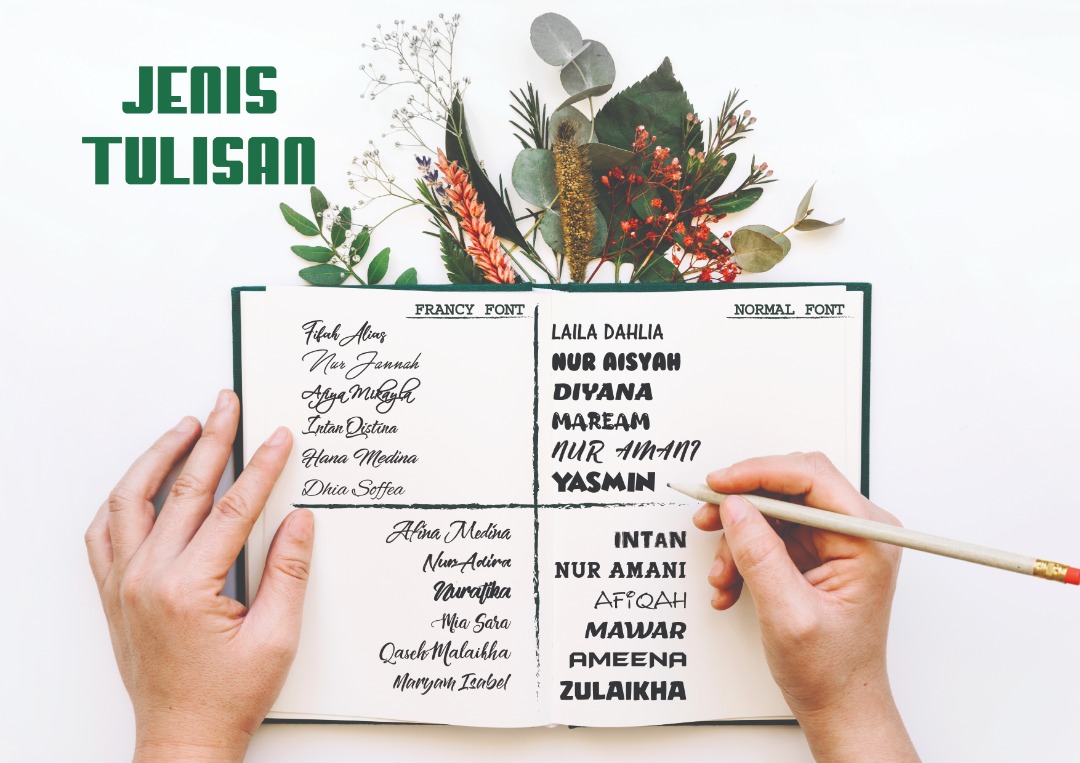 JENIS
TULISAN
FRANCY FONT
Fifah Alias
Nur Jannah
Afiya Mikayla
Intan Qistina
Hana Medina
Dhia Soffea
Afina Medina
Nur Adira
Nuratika
Mia Sara
Qaseh Malaikha
Maryam Isabel
NORMAL FONT
LAILA DAHLIA
NUR AISYAH
DIYANA
MAREAM
NUR AMANI
YASMIN
INTAN
NUR AMANI
AFiQAH
MAWAR
AMEENA
ZULAIKHA